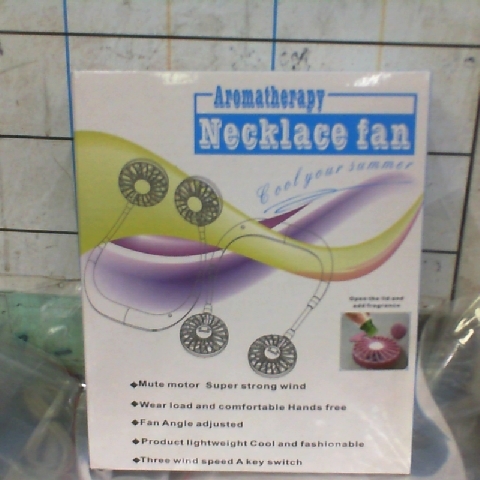 Aromatherapy
Necklace fan
Cool your summer
Open the lid and
add fragrance
◆Mute motor Super strong wind
◆Wear load and comfortable Hands free
◆Fan Angle adjusted
◆Product lightweight Cool and fashionable
◆Three wind speed A key switch